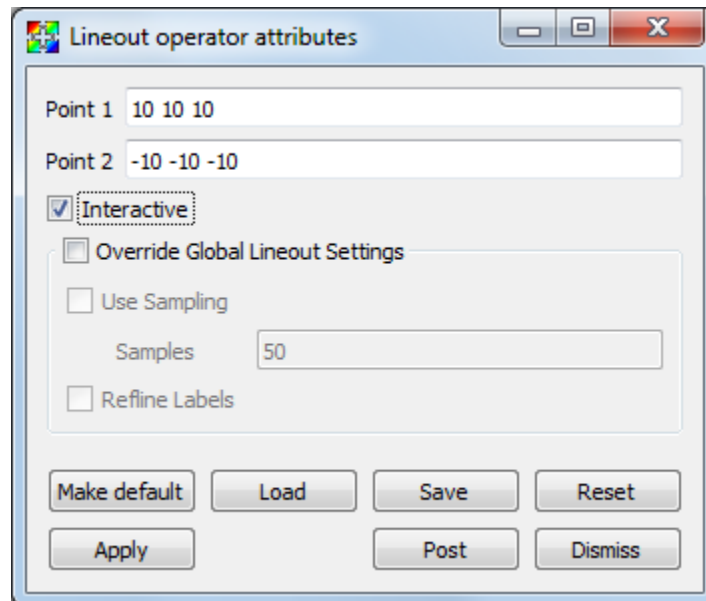 Lineout operator attributes
Point 1 10 10 10
Point 2 -10 -10 -10
Interactive
Override Global Lineout Settings
Use Sampling
Samples 50
Refline Labels
Make default Load Save Reset
Apply Post Dismiss